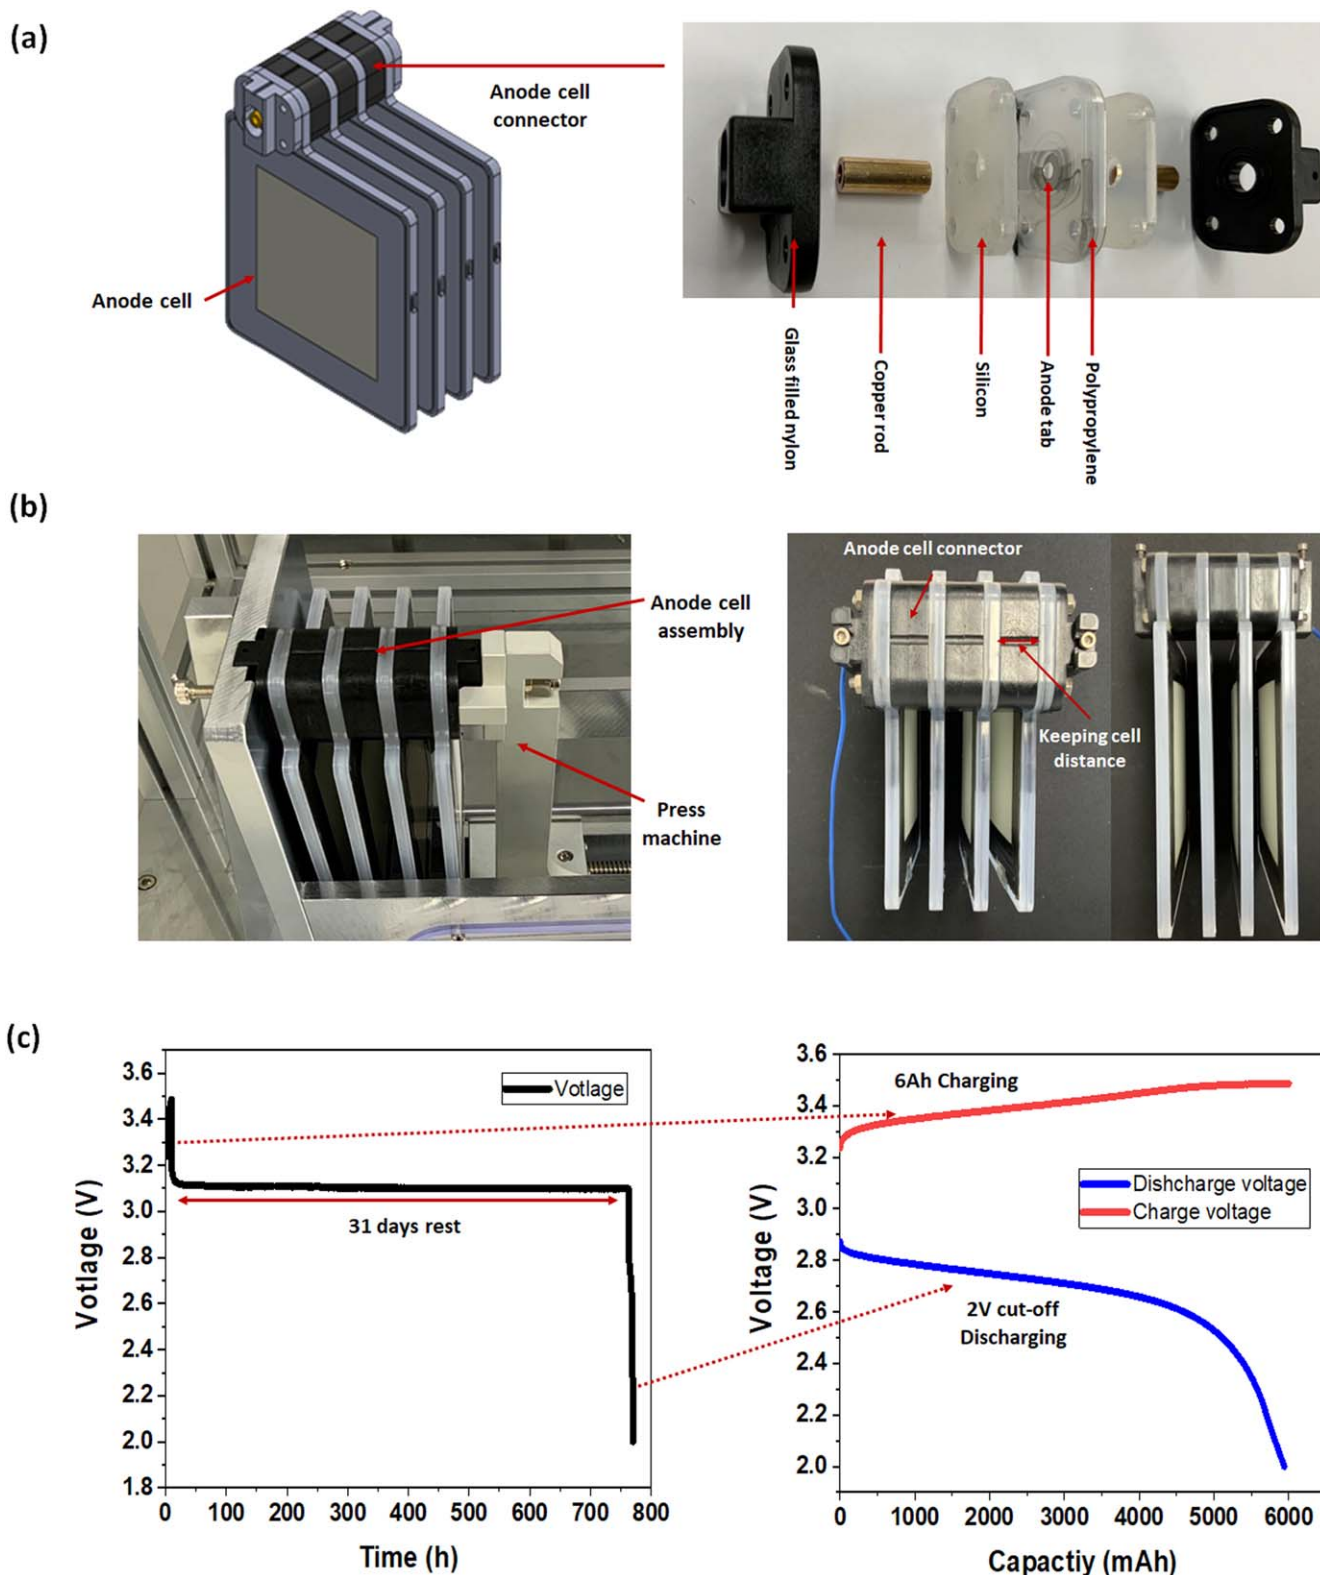 (a)
Anode cell
connector
Anode cell
Glass filled nylon
Copper rod
Silicon
Anode tab
Polypropylene
(b)
Anode cell
assembly
Press
machine
Anode cell connector
Keeping cell
distance
(c)
Votlage (V)
3.6
3.4
3.2
3.0
2.8
2.6
2.4
2.2
2.0
1.8
0
100
200
300
400
500
600
700
800
Time (h)
Votlage
31 days rest
Voltage (V)
3.6
3.4
3.2
3.0
2.8
2.6
2.4
2.2
2.0
0
1000
2000
3000
4000
5000
6000
Capactiy (mAh)
6Ah Charging
Dishcharge voltage
Charge voltage
2V cut-off
Discharging